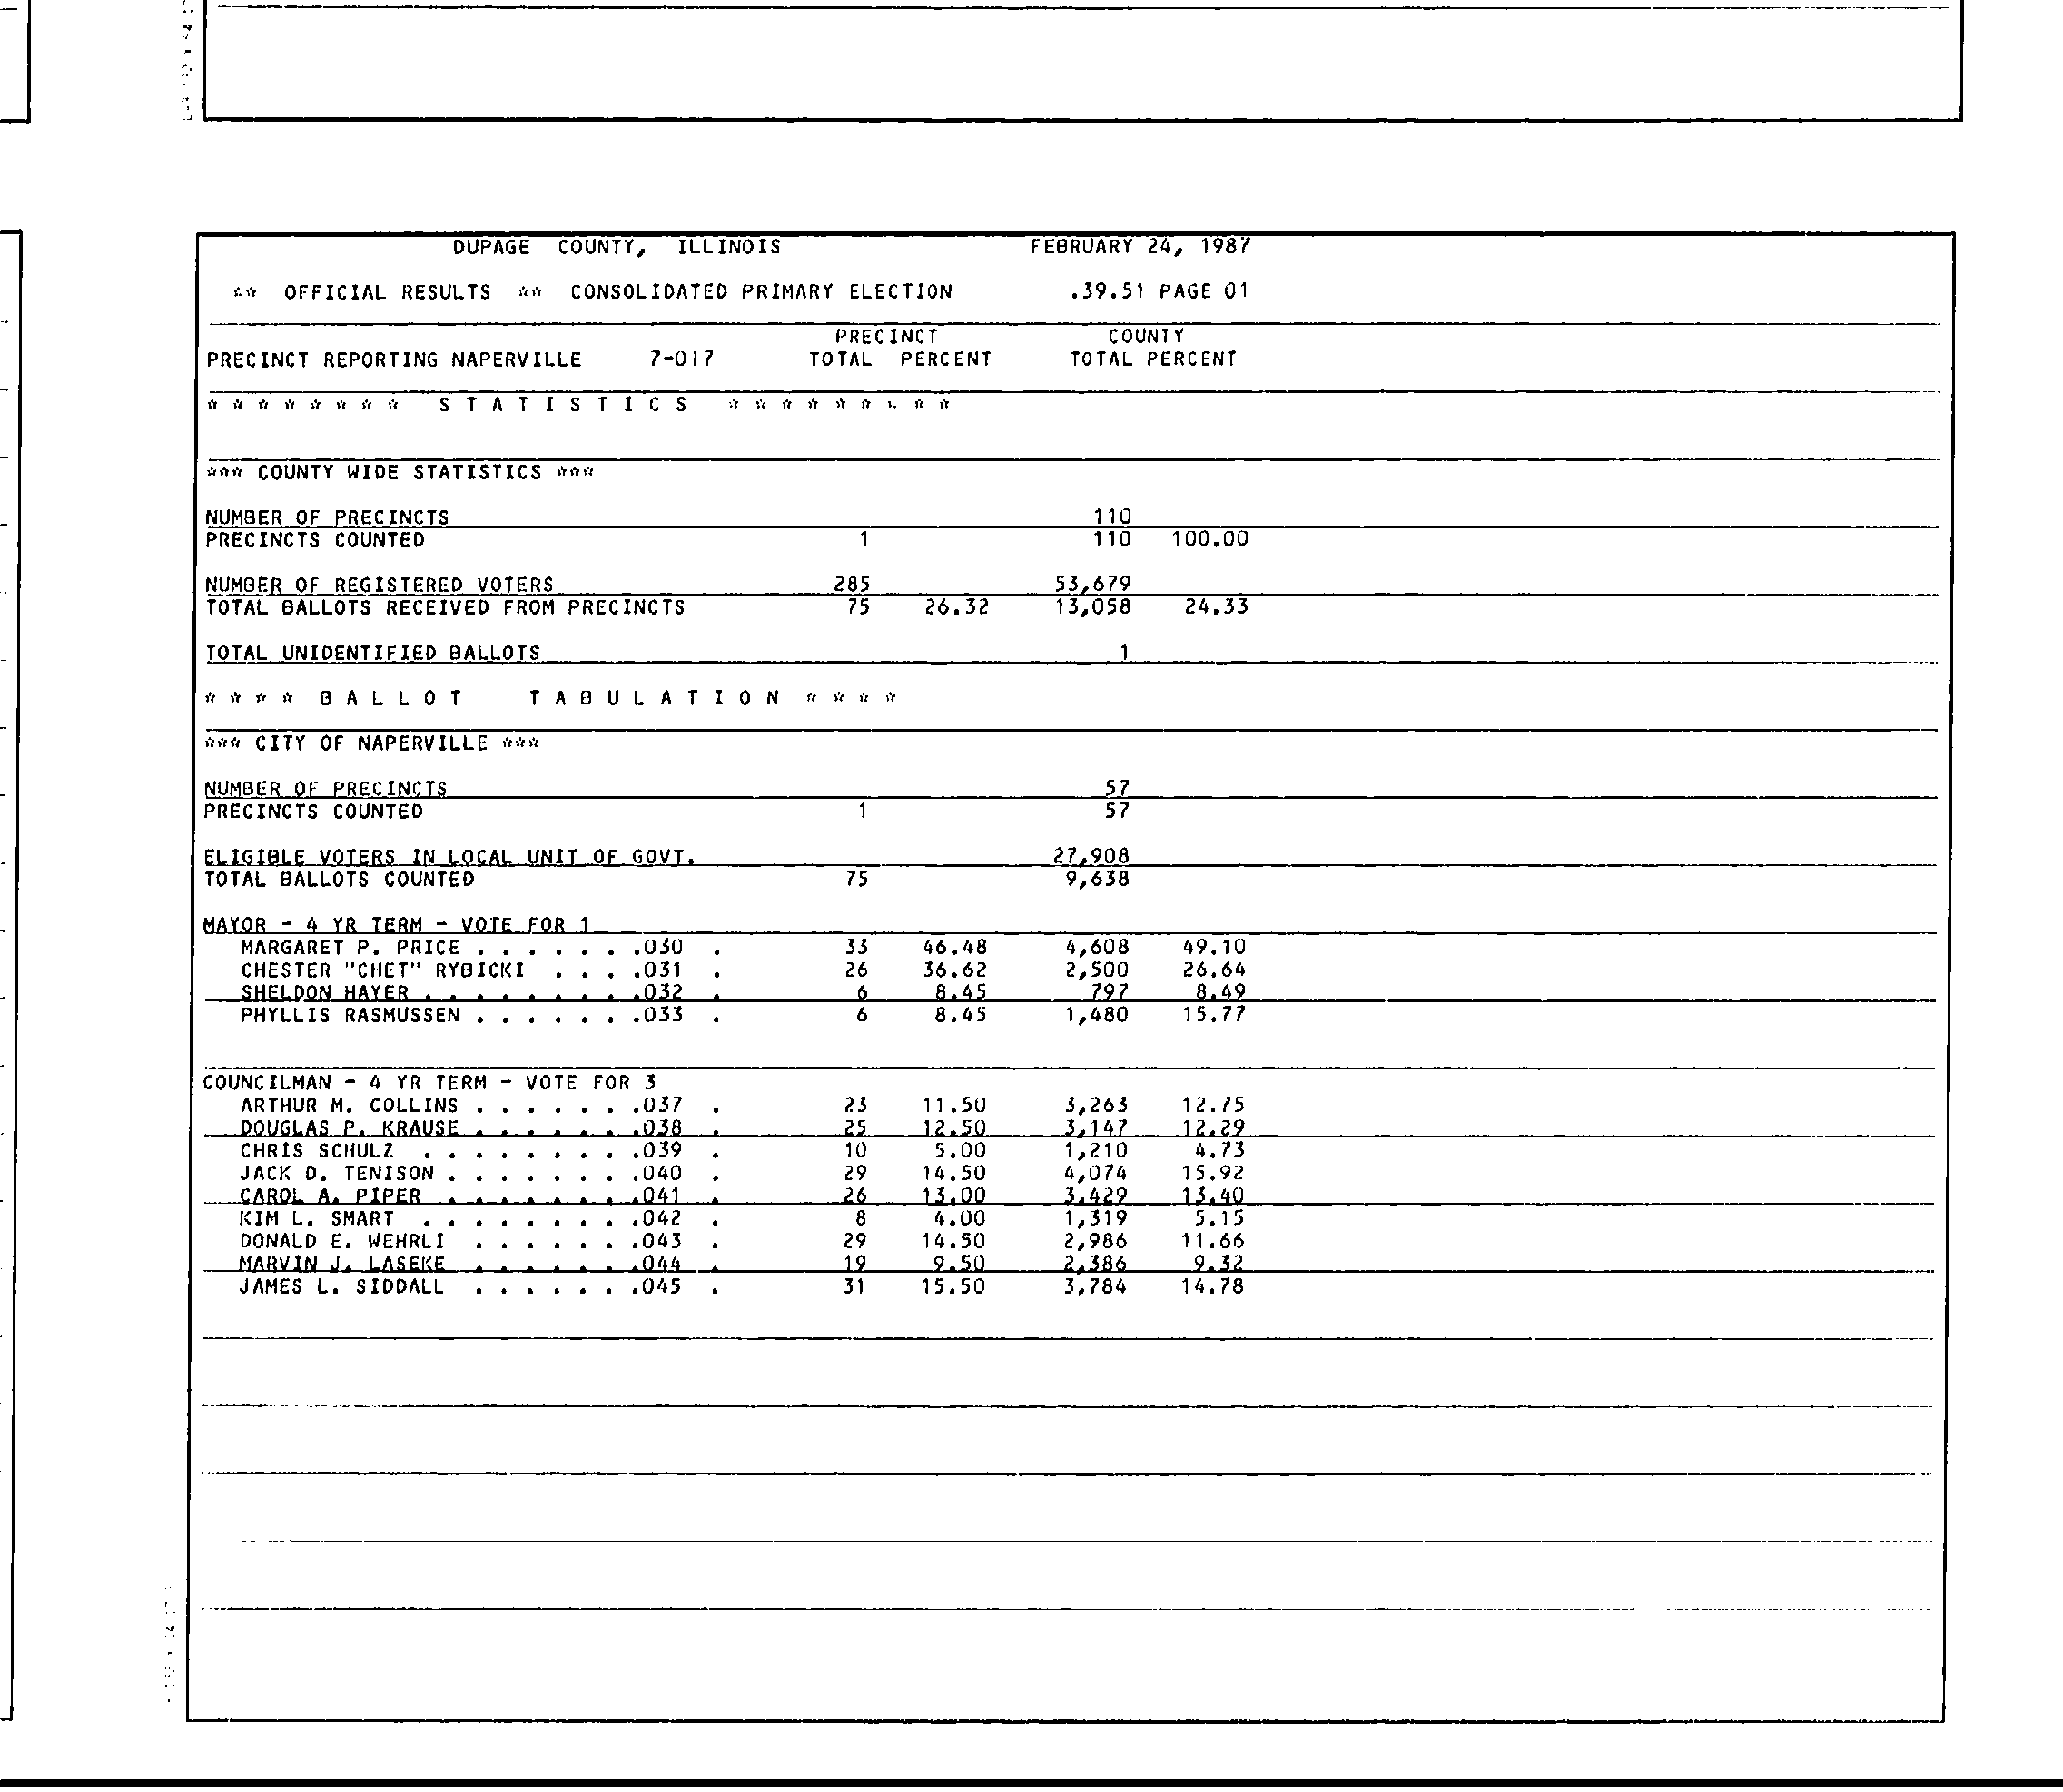 DUPAGE COUNTY, ILLINOIS FEBRUARY 24, 1987
** OFFICIAL RESULTS ** CONSOLIDATED PRIMARY ELECTION .39.51 PAGE 01
PRECINCT COUNTY
PRECINCT REPORTING NAPERVILLE 7-017 TOTAL PERCENT TOTAL PERCENT
* * * * * * * * S T A T I S T I C S * * * * * * * * *
*** COUNTY WIDE STATISTICS ***
NUMBER OF PRECINCTS 110
PRECINCTS COUNTED 1 110 100.00
NUMBER OF REGISTERED VOTERS 285 53,679
TOTAL BALLOTS RECEIVED FROM PRECINCTS 75 26.32 13,058 24.33
TOTAL UNIDENTIFIED BALLOTS 1
* * * * B A L L O T T A B U L A T I O N * * * *
*** CITY OF NAPERVILLE ***
NUMBER OF PRECINCTS 57
PRECINCTS COUNTED 1 57
ELIGIBLE VOTERS IN LOCAL UNIT OF GOVT. 27,908
TOTAL BALLOTS COUNTED 75 9,638
MAYOR - 4 YR TERM - VOTE FOR 1
MARGARET P. PRICE . . . . . . .030 . 33 46.48 4,608 49.10
CHESTER "CHET" RYBICKI . . . .031 . 26 36.62 2,500 26.64
SHELDON HAYER . . . . . . . . .032 . 6 8.45 797 8.49
PHYLLIS RASMUSSEN . . . . . . .033 . 6 8.45 1,480 15.77
COUNCILMAN - 4 YR TERM - VOTE FOR 3
ARTHUR M. COLLINS . . . . . . .037 . 23 11.50 3,263 12.75
DOUGLAS P. KRAUSE . . . . . . .038 . 25 12.50 3,147 12.29
CHRIS SCHULZ . . . . . . . . .039 . 10 5.00 1,210 4.73
JACK D. TENISON . . . . . . . .040 . 29 14.50 4,074 15.92
CAROL A. PIPER . . . . . . . .041 . 26 13.00 3,429 13.40
KIM L. SMART . . . . . . . . .042 . 8 4.00 1,319 5.15
DONALD E. WEHRLI . . . . . . .043 . 29 14.50 2,986 11.66
MARVIN J. LASEKE . . . . . . .044 . 19 9.50 2,386 9.32
JAMES L. SIDDALL . . . . . . .045 . 31 15.50 3,784 14.78